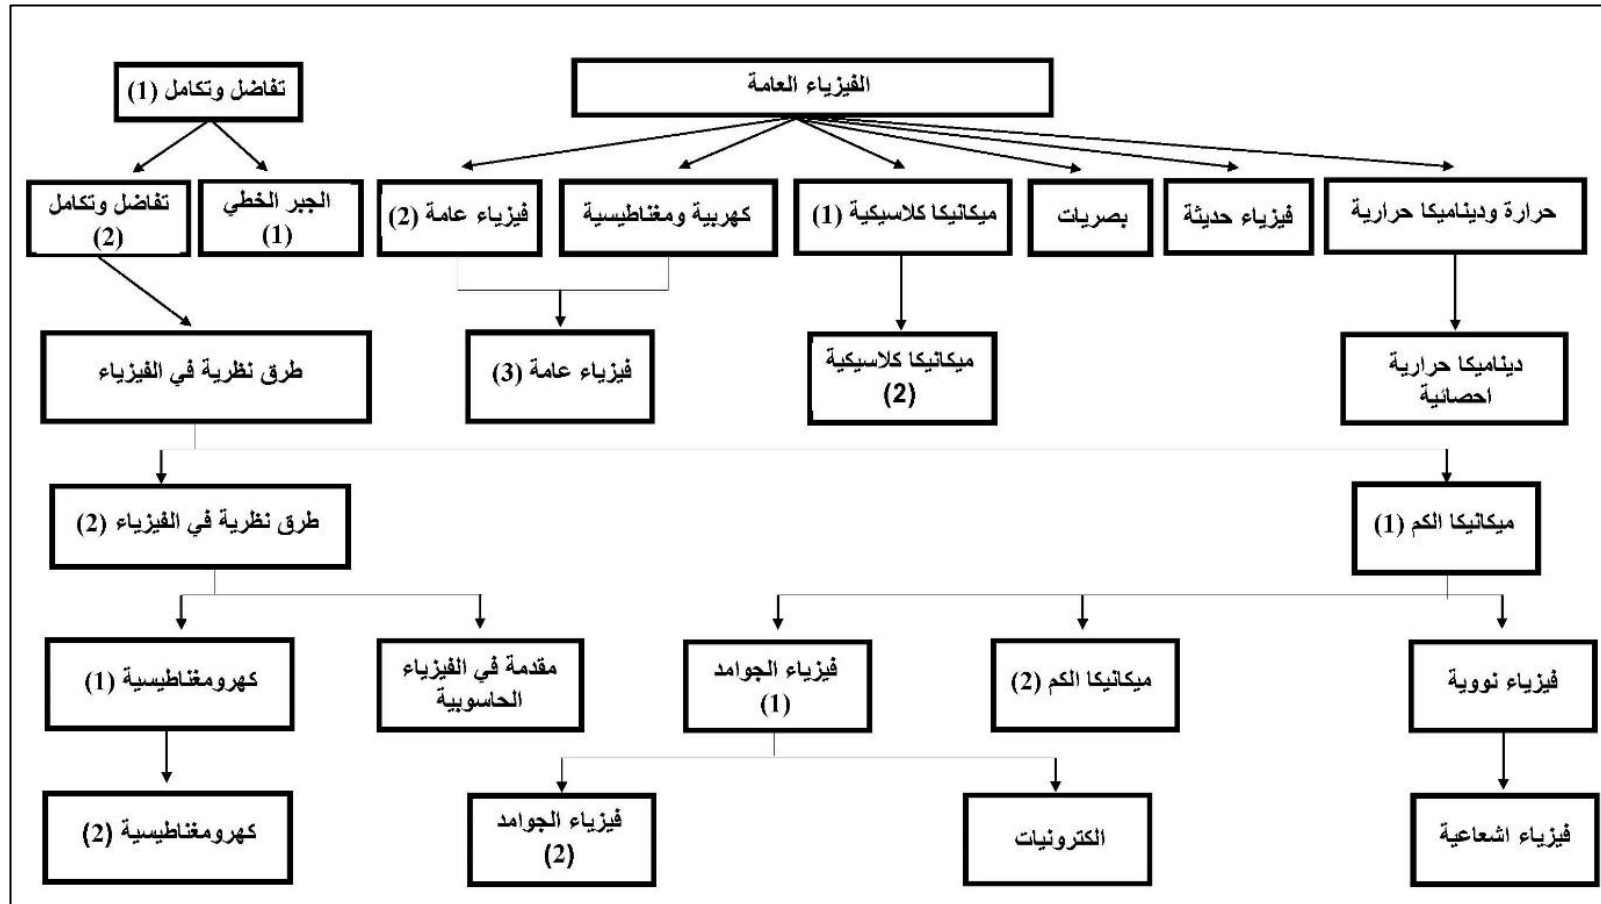 الفيزياء العامة
تفاضل وتكامل (1)
حرارة وديناميكا حرارية
فيزياء حديثة
بصريات
ميكانيكا كلاسيكية (1)
كهربية ومغناطيسية
فيزياء عامة (2)
الجبر الخطي
(1)
تفاضل وتكامل
(2)
ديناميكا حرارية
احصائية
ميكانيكا كلاسيكية
(2)
فيزياء عامة (3)
طرق نظرية في الفيزياء
ميكانيكا الكم (1)
طرق نظرية في الفيزياء (2)
فيزياء نووية
ميكانيكا الكم (2)
فيزياء الجوامد
(1)
مقدمة في الفيزياء
الحاسوبية
كهرومغناطيسية (1)
فيزياء اشعاعية
الكترونيات
فيزياء الجوامد
(2)
كهرومغناطيسية (2)